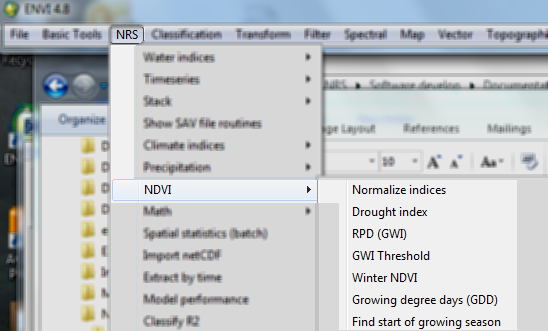 ENVI 4.8
File Basic Tools NRS Classification Transform Filter Spectral Map Vector Topographi
Water indices
Timeseries
NRS Software develop Documentat
Stack
Organize
Show SAV file routines
Climate indices
age Layout References Mailings
Precipitation
10 A A Aa
NDVI
Normalize indices
Math
Drought index
Spatial statistics (batch)
RPD (GWI)
Import netCDF
GWI Threshold
Extract by time
Winter NDVI
Model performance
Growing degree days (GDD)
Classify R2
Find start of growing season